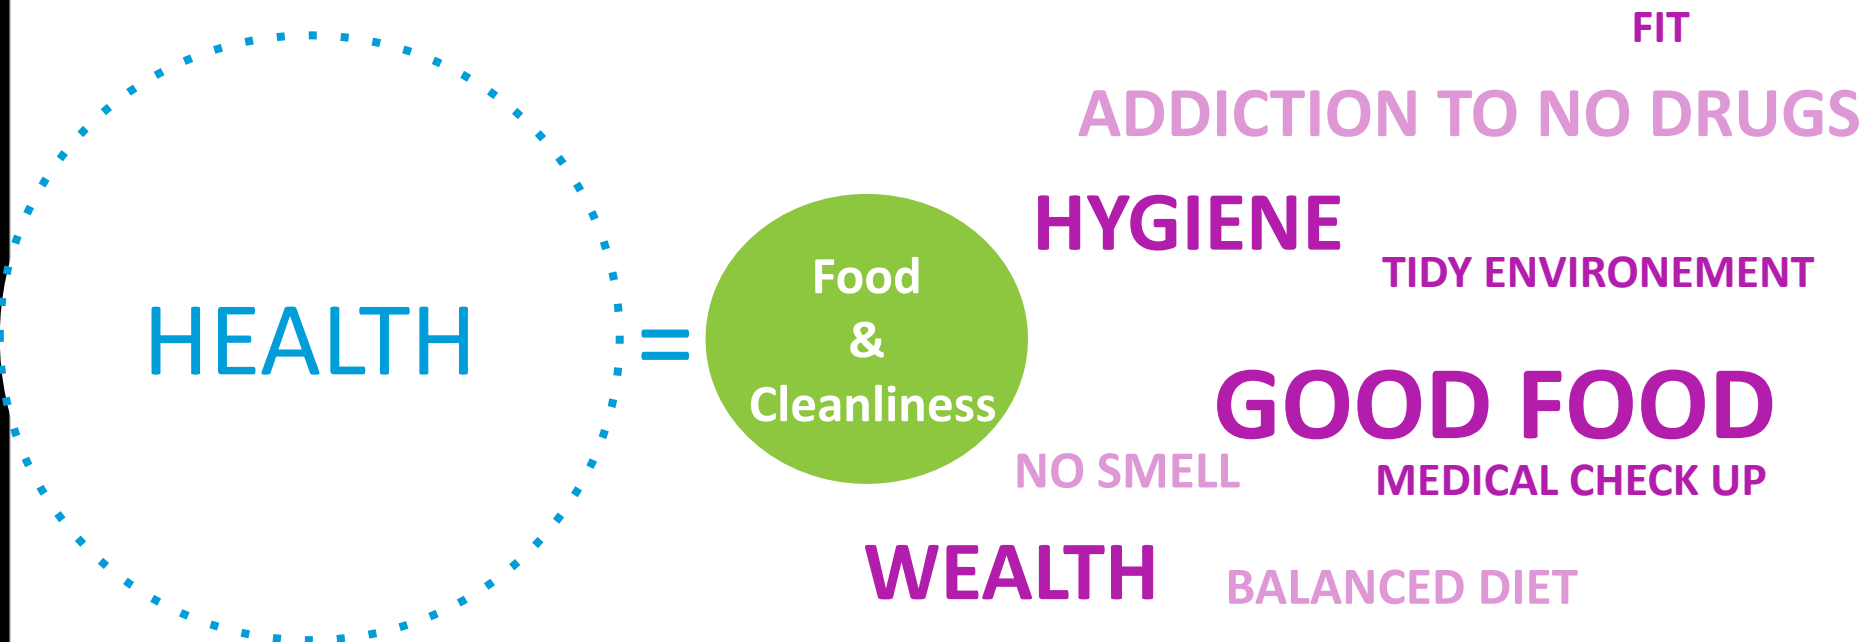 HEALTH
=
Food
&
Cleanliness
FIT
ADDICTION TO NO DRUGS
HYGIENE
TIDY ENVIRONEMENT
GOOD FOOD
NO SMELL
MEDICAL CHECK UP
WEALTH
BALANCED DIET